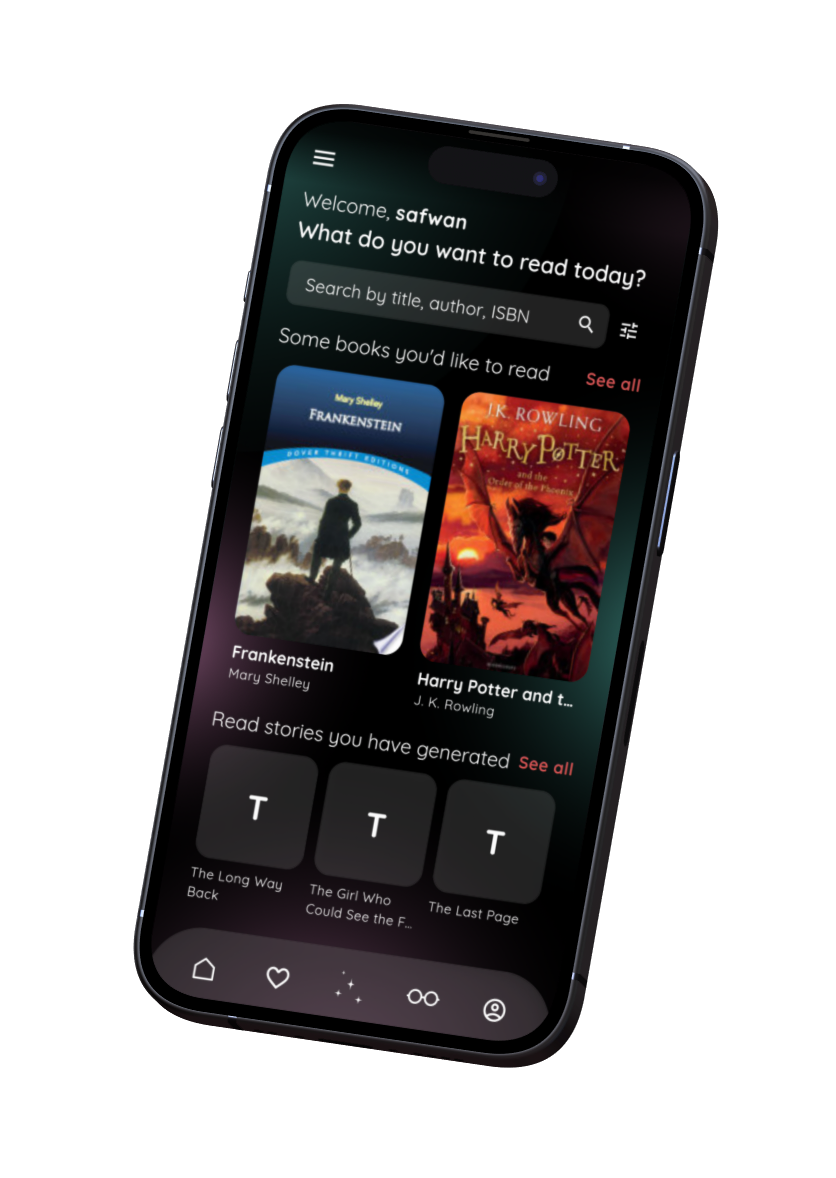 Welcome, safwan
What do you want to read today?
Search by title, author, ISBN
Some books you'd like to read
See all
Mary Shelley
FRANKENSTEIN
DOVER THRIFT EDITIONS
J.K. ROWLING
HARRY POTTER
and the
Order of the Phoenix
Frankenstein
Mary Shelley
Harry Potter and t...
J. K. Rowling
Read stories you have generated
See all
T
T
T
The Long Way
Back
The Girl Who
Could See the F...
The Last Page